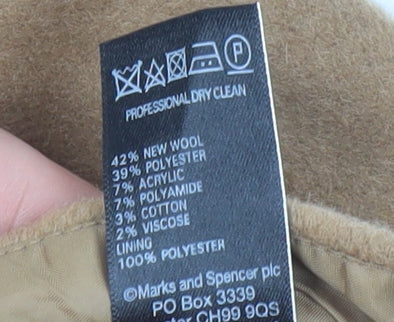 P
PROFESSIONAL DRY CLEAN
42% NEW WOOL
39% POLYESTER
7% ACRYLIC
7% POLYAMIDE
3% COTTON
2% VISCOSE
LINING
100% POLYESTER
©Marks and Spencer plc
PO Box 3339
CH99 9QS